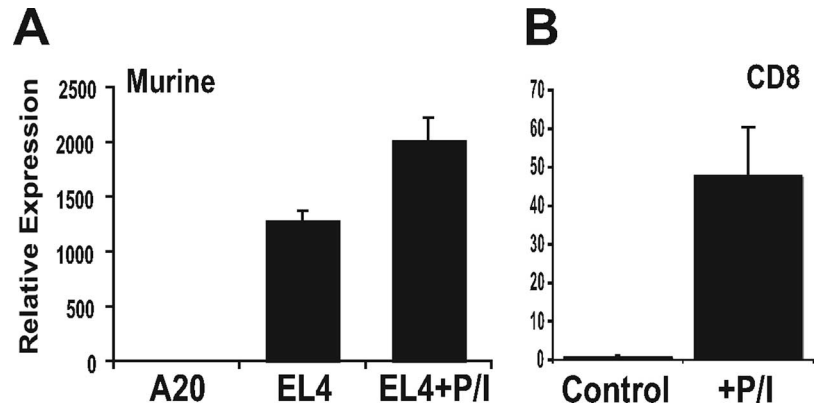 A
Murine
Relative Expression
2500
2000
1500
1000
500
0
A20 EL4 EL4+P/I
B
CD8
70
60
50
40
30
20
10
0
Control +P/I